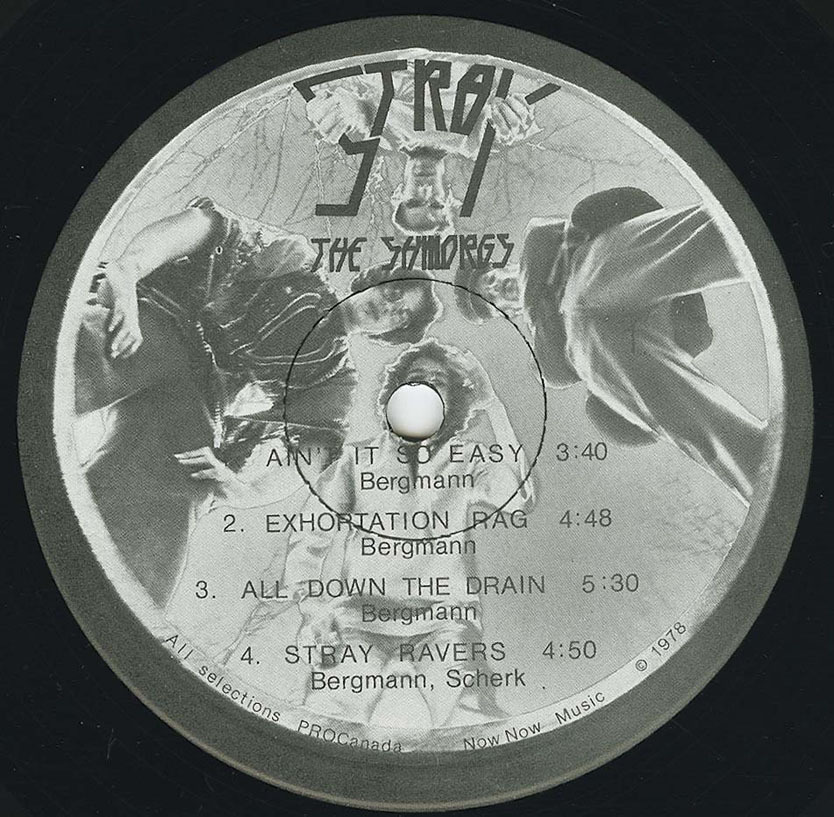 STRAY
THE SHMORGS
AIN'T IT SO EASY 3:40
Bergmann
2. EXHORTATION RAG 4:48
Bergmann
3. ALL DOWN THE DRAIN 5:30
Bergmann
4. STRAY RAVERS 4:50
Bergmann, Scherk
All selections PROCanada
Now Now Music
© 1978